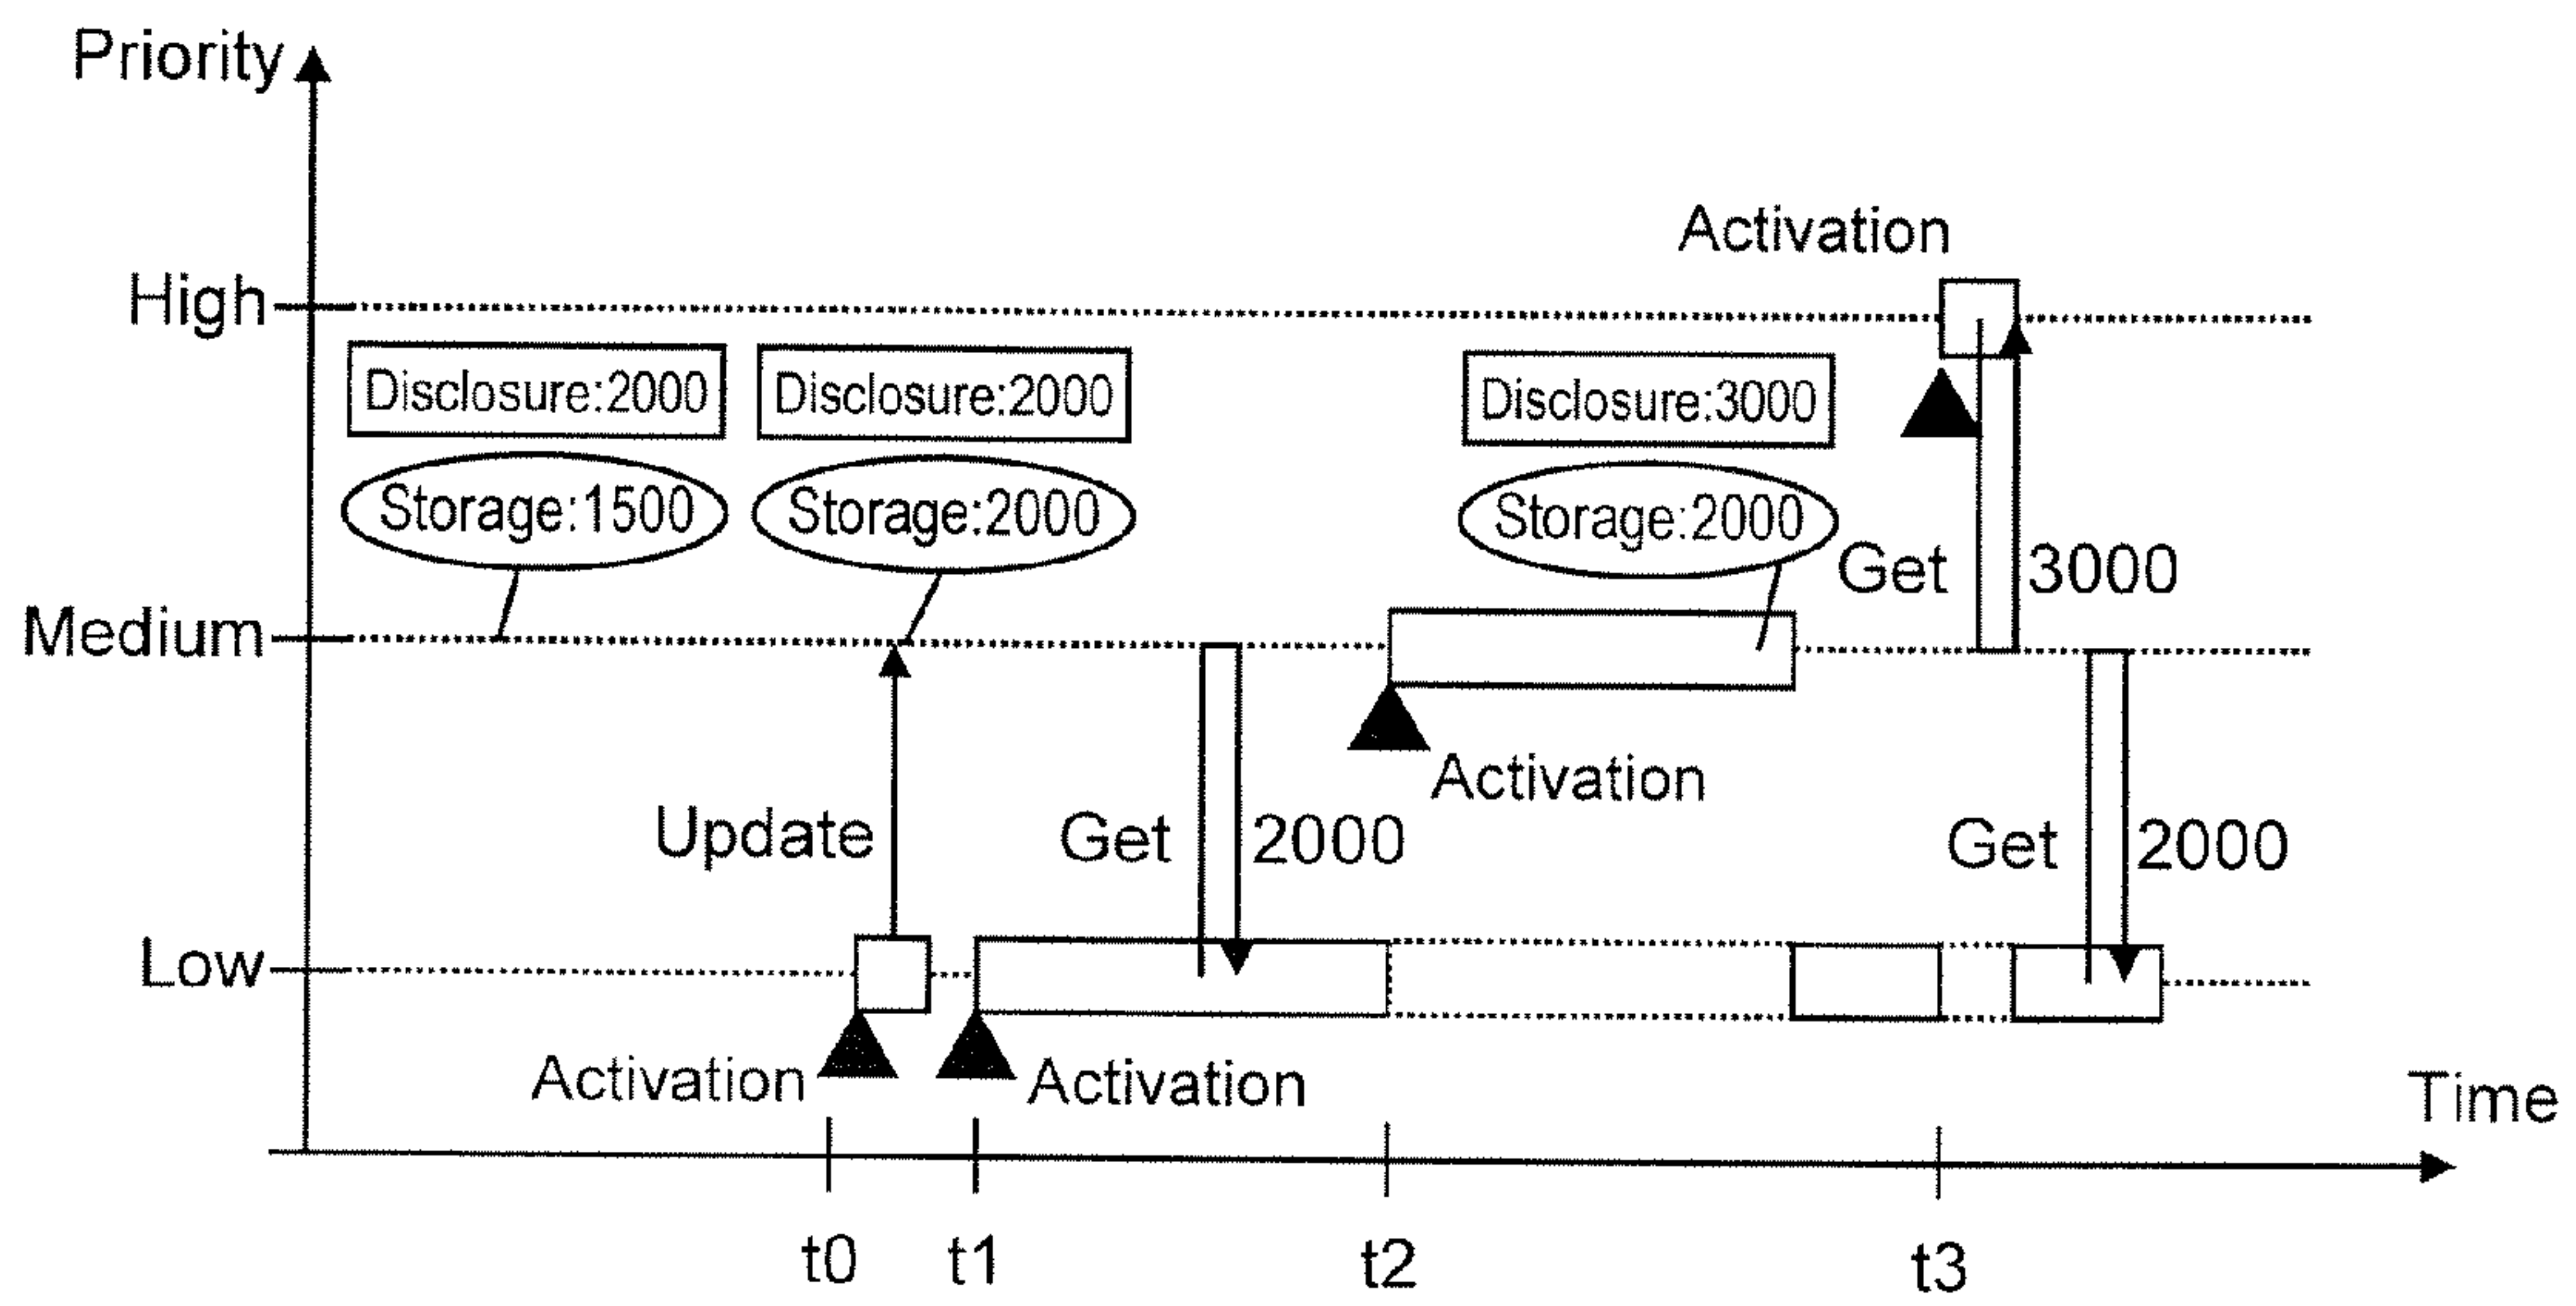 Priority
Activation
High
Disclosure:2000
Disclosure:2000
Disclosure:3000
Storage:1500
Storage:2000
Storage:2000
Get
3000
Medium
Activation
Update
Get
2000
Get
2000
Low
Activation
Activation
Time
t0
t1
t2
t3